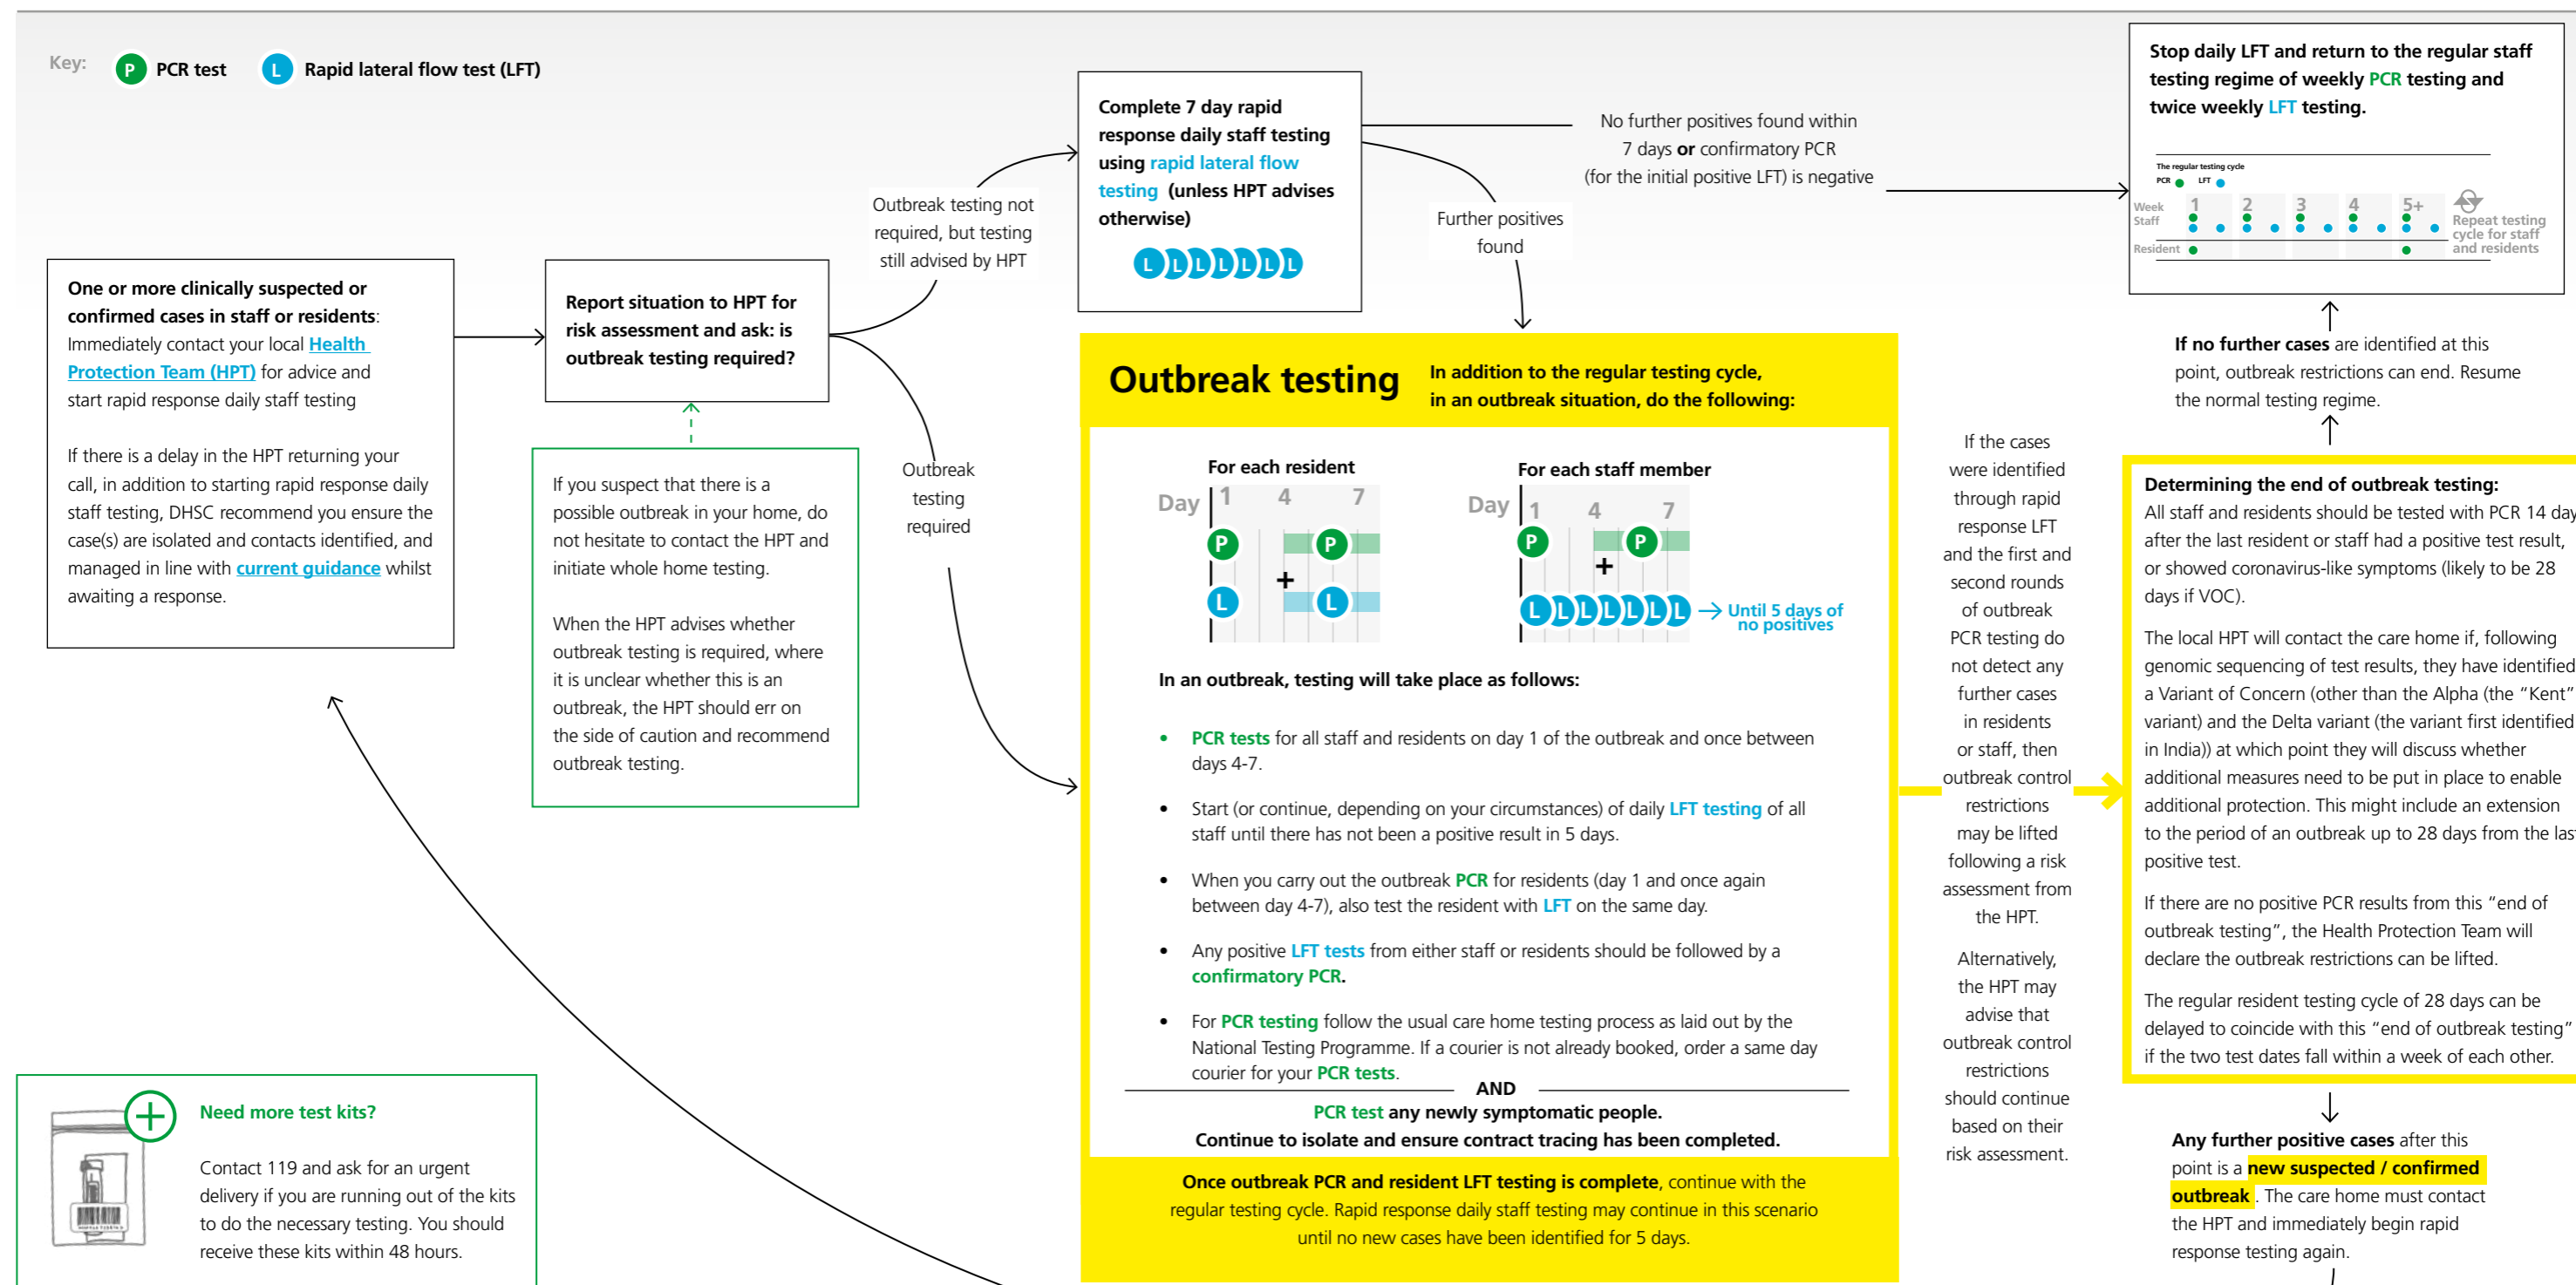 Key:
P PCR test
L Rapid lateral flow test (LFT)
One or more clinically suspected or
confirmed cases in staff or residents:
Immediately contact your local Health
Protection Team (HPT) for advice and
start rapid response daily staff testing
If there is a delay in the HPT returning your
call, in addition to starting rapid response daily
staff testing, DHSC recommend you ensure the
case(s) are isolated and contacts identified, and
managed in line with current guidance whilst
awaiting a response.
Report situation to HPT for
risk assessment and ask: is
outbreak testing required?
If you suspect that there is a
possible outbreak in your home, do
not hesitate to contact the HPT and
initiate whole home testing.
When the HPT advises whether
outbreak testing is required, where
it is unclear whether this is an
outbreak, the HPT should err on
the side of caution and recommend
outbreak testing.
Outbreak testing not
required, but testing
still advised by HPT
Outbreak
testing
required
Complete 7 day rapid
response daily staff testing
using rapid lateral flow
testing (unless HPT advises
otherwise)
L L L L L L L
No further positives found within
7 days or confirmatory PCR
(for the initial positive LFT) is negative
Further positives
found
Stop daily LFT and return to the regular staff
testing regime of weekly PCR testing and
twice weekly LFT testing.
The regular testing cycle
PCR LFT
Week 1 2 3 4 5+
Staff
Resident
Repeat testing
cycle for staff
and residents
If no further cases are identified at this
point, outbreak restrictions can end. Resume
the normal testing regime.
Outbreak testing
In addition to the regular testing cycle,
in an outbreak situation, do the following:
For each resident
Day 1 4 7
P P
+
L L
For each staff member
Day 1 4 7
P P
+
L L L L L L L
Until 5 days of
no positives
In an outbreak, testing will take place as follows:
• PCR tests for all staff and residents on day 1 of the outbreak and once between
days 4-7.
• Start (or continue, depending on your circumstances) of daily LFT testing of all
staff until there has not been a positive result in 5 days.
• When you carry out the outbreak PCR for residents (day 1 and once again
between day 4-7), also test the resident with LFT on the same day.
• Any positive LFT tests from either staff or residents should be followed by a
confirmatory PCR.
• For PCR testing follow the usual care home testing process as laid out by the
National Testing Programme. If a courier is not already booked, order a same day
courier for your PCR tests.
AND
PCR test any newly symptomatic people.
Continue to isolate and ensure contract tracing has been completed.
Once outbreak PCR and resident LFT testing is complete, continue with the
regular testing cycle. Rapid response daily staff testing may continue in this scenario
until no new cases have been identified for 5 days.
If the cases
were identified
through rapid
response LFT
and the first and
second rounds
of outbreak
PCR testing do
not detect any
further cases
in residents
or staff, then
outbreak control
restrictions
may be lifted
following a risk
assessment from
the HPT.
Alternatively,
the HPT may
advise that
outbreak control
restrictions
should continue
based on their
risk assessment.
Determining the end of outbreak testing:
All staff and residents should be tested with PCR 14 day
after the last resident or staff had a positive test result,
or showed coronavirus-like symptoms (likely to be 28
days if VOC).
The local HPT will contact the care home if, following
genomic sequencing of test results, they have identified
a Variant of Concern (other than the Alpha (the “Kent”
variant) and the Delta variant (the variant first identified
in India)) at which point they will discuss whether
additional measures need to be put in place to enable
additional protection. This might include an extension
to the period of an outbreak up to 28 days from the last
positive test.
If there are no positive PCR results from this “end of
outbreak testing”, the Health Protection Team will
declare the outbreak restrictions can be lifted.
The regular resident testing cycle of 28 days can be
delayed to coincide with this “end of outbreak testing”
if the two test dates fall within a week of each other.
Any further positive cases after this
point is a new suspected / confirmed
outbreak . The care home must contact
the HPT and immediately begin rapid
response testing again.
Need more test kits?
Contact 119 and ask for an urgent
delivery if you are running out of the kits
to do the necessary testing. You should
receive these kits within 48 hours.